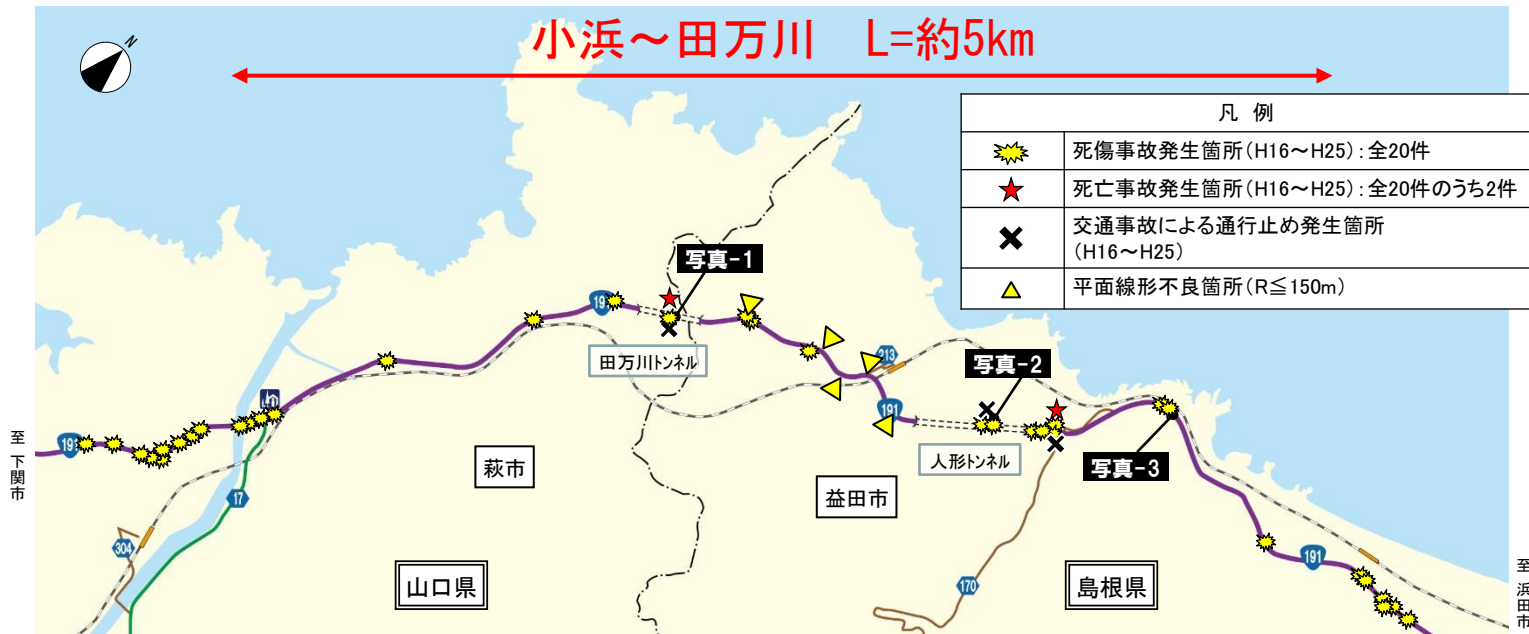 小浜～田万川　L=約5km
N
凡 例
死傷事故発生箇所(H16～H25):全20件
死亡事故発生箇所(H16～H25):全20件のうち2件
交通事故による通行止め発生箇所
(H16～H25)
平面線形不良箇所(R≦150m)
写真-1
191
田万川トンネル
213
写真-2
191
人形トンネル
写真-3
至 下関市
191
萩市
益田市
17
304
山口県
170
島根県
191
至 浜田市